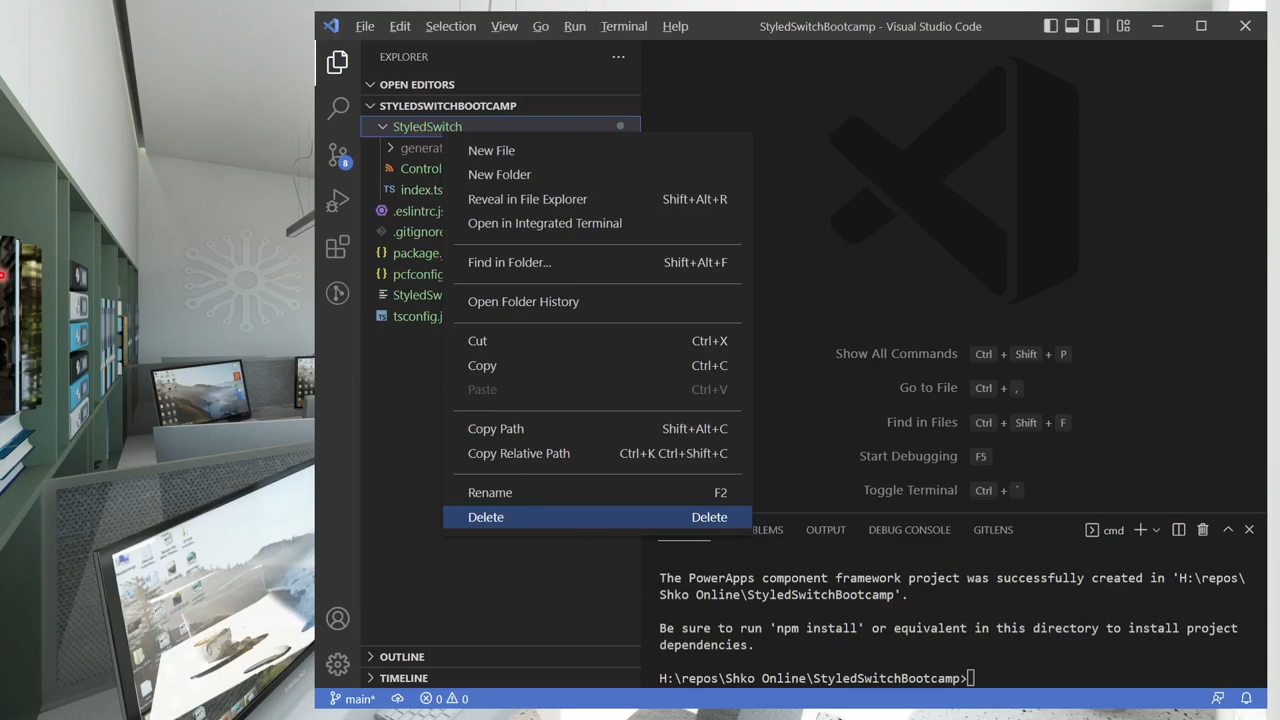 File Edit Selection View Go Run Terminal Help StyledSwitchBootcamp - Visual Studio Code
EXPLORER
OPEN EDITORS
STYLEDSWITCHBOOTCAMP
StyledSwitch
generat
Control
TS index.ts
.eslintrc.js
.gitignore
{} package.
{} pcfconfig
StyledSw
TS tsconfig.j
OUTLINE
TIMELINE
8
New File
New Folder
Reveal in File Explorer Shift+Alt+R
Open in Integrated Terminal
Find in Folder... Shift+Alt+F
Open Folder History
Cut Ctrl+X
Copy Ctrl+C
Paste Ctrl+V
Copy Path Shift+Alt+C
Copy Relative Path Ctrl+K Ctrl+Shift+C
Rename F2
Delete Delete
Show All Commands Ctrl + Shift + P
Go to File Ctrl + ,
Find in Files Ctrl + Shift + F
Start Debugging F5
Toggle Terminal Ctrl + `
BLEMS OUTPUT DEBUG CONSOLE GITLENS cmd
The PowerApps component framework project was successfully created in 'H:\repos\
Shko Online\StyledSwitchBootcamp'.
Be sure to run 'npm install' or equivalent in this directory to install project
dependencies.
H:\repos\Shko Online\StyledSwitchBootcamp>
main* 0 0